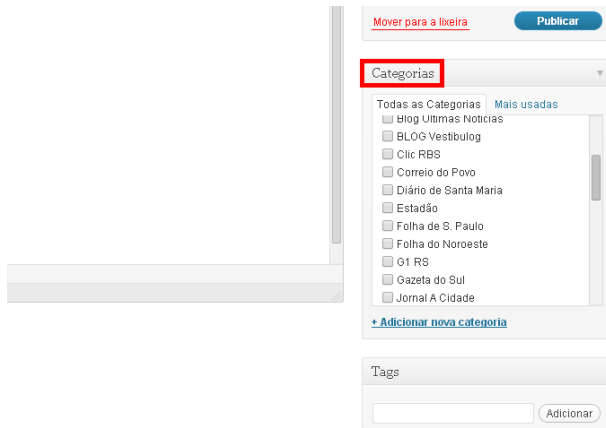 Mover para a lixeira Publicar
Categorias
Todas as Categorias Mais usadas
Blog Últimas Notícias
BLOG Vestibulog
Clic RBS
Correio do Povo
Diário de Santa Maria
Estadão
Folha de S. Paulo
Folha do Noroeste
G1 RS
Gazeta do Sul
Jornal A Cidade
+ Adicionar nova categoria
Tags
Adicionar